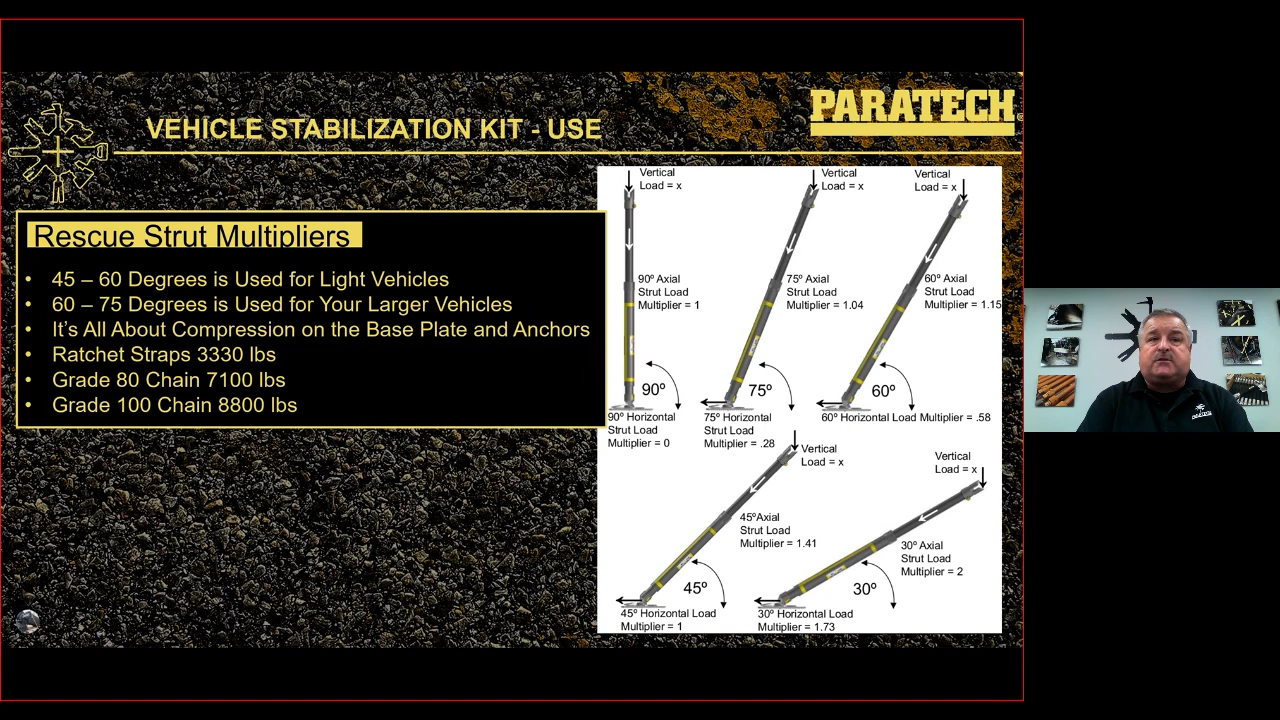 PARATECH
VEHICLE STABILIZATION KIT - USE
Rescue Strut Multipliers
• 45 – 60 Degrees is Used for Light Vehicles
• 60 – 75 Degrees is Used for Your Larger Vehicles
• It's All About Compression on the Base Plate and Anchors
• Ratchet Straps 3330 lbs
• Grade 80 Chain 7100 lbs
• Grade 100 Chain 8800 lbs
Vertical
Load = x
90º Axial
Strut Load
Multiplier = 1
90º
90º Horizontal
Strut Load
Multiplier = 0
Vertical
Load = x
75º Axial
Strut Load
Multiplier = 1.04
75º
75º Horizontal
Strut Load
Multiplier = .28
Vertical
Load = x
60º Axial
Strut Load
Multiplier = 1.15
60º
60º Horizontal Load Multiplier = .58
Vertical
Load = x
45ºAxial
Strut Load
Multiplier = 1.41
45º
45º Horizontal Load
Multiplier = 1
Vertical
Load = x
30º Axial
Strut Load
Multiplier = 2
30º
30º Horizontal Load
Multiplier = 1.73